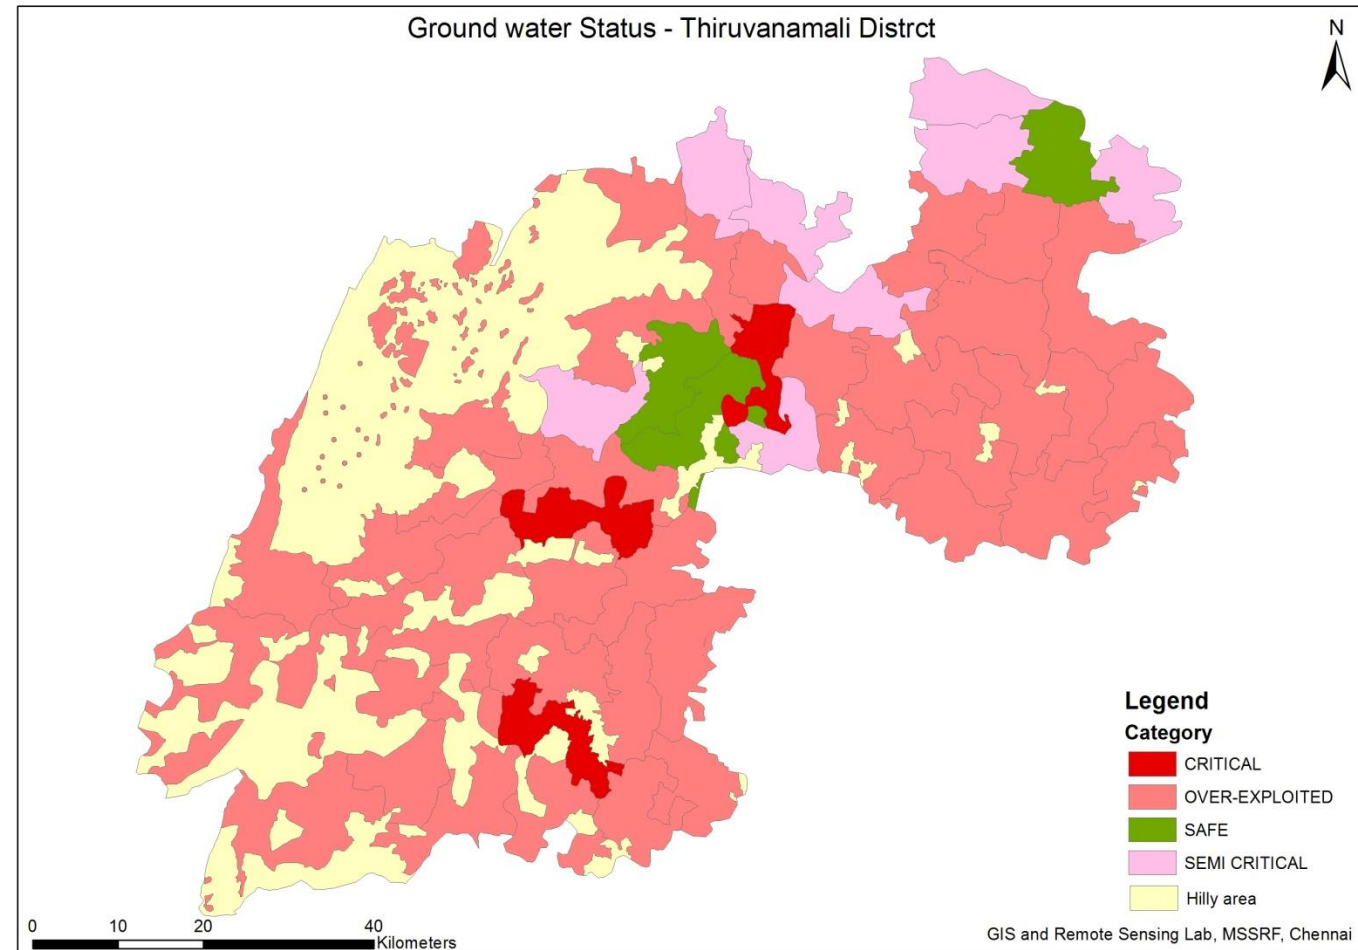 Ground water Status - Thiruvanamali Distrct
N
Legend
Category
CRITICAL
OVER-EXPLOITED
SAFE
SEMI CRITICAL
Hilly area
0 10 20 40
Kilometers
GIS and Remote Sensing Lab, MSSRF, Chennai